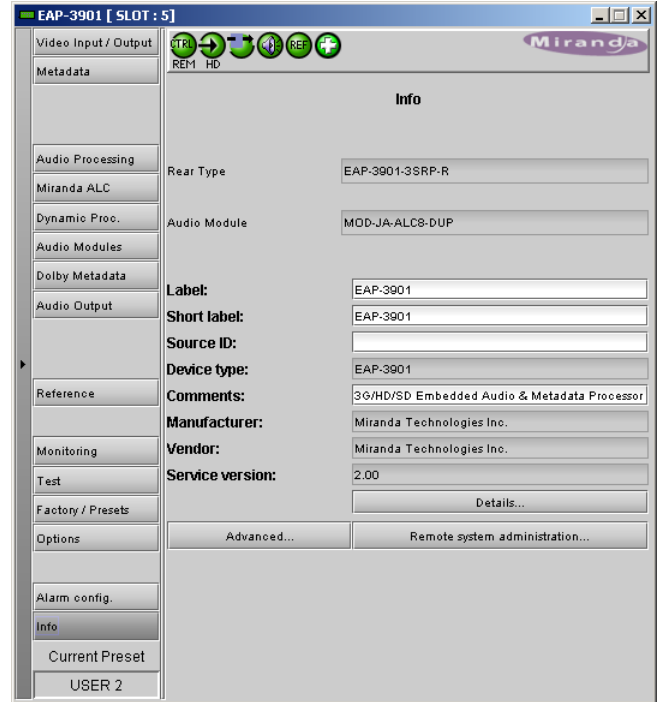 EAP-3901 [ SLOT : 5]
Video Input / Output
Metadata
Audio Processing
Miranda ALC
Dynamic Proc.
Audio Modules
Dolby Metadata
Audio Output
Reference
Monitoring
Test
Factory / Presets
Options
Alarm config.
Info
Current Preset
USER 2
CTRL
REF
REM HD
Miranda
Info
Rear Type EAP-3901-3SRP-R
Audio Module MOD-JA-ALC8-DUP
Label: EAP-3901
Short label: EAP-3901
Source ID:
Device type: EAP-3901
Comments: 3G/HD/SD Embedded Audio & Metadata Processor
Manufacturer: Miranda Technologies Inc.
Vendor: Miranda Technologies Inc.
Service version: 2.00
Details...
Advanced... Remote system administration...